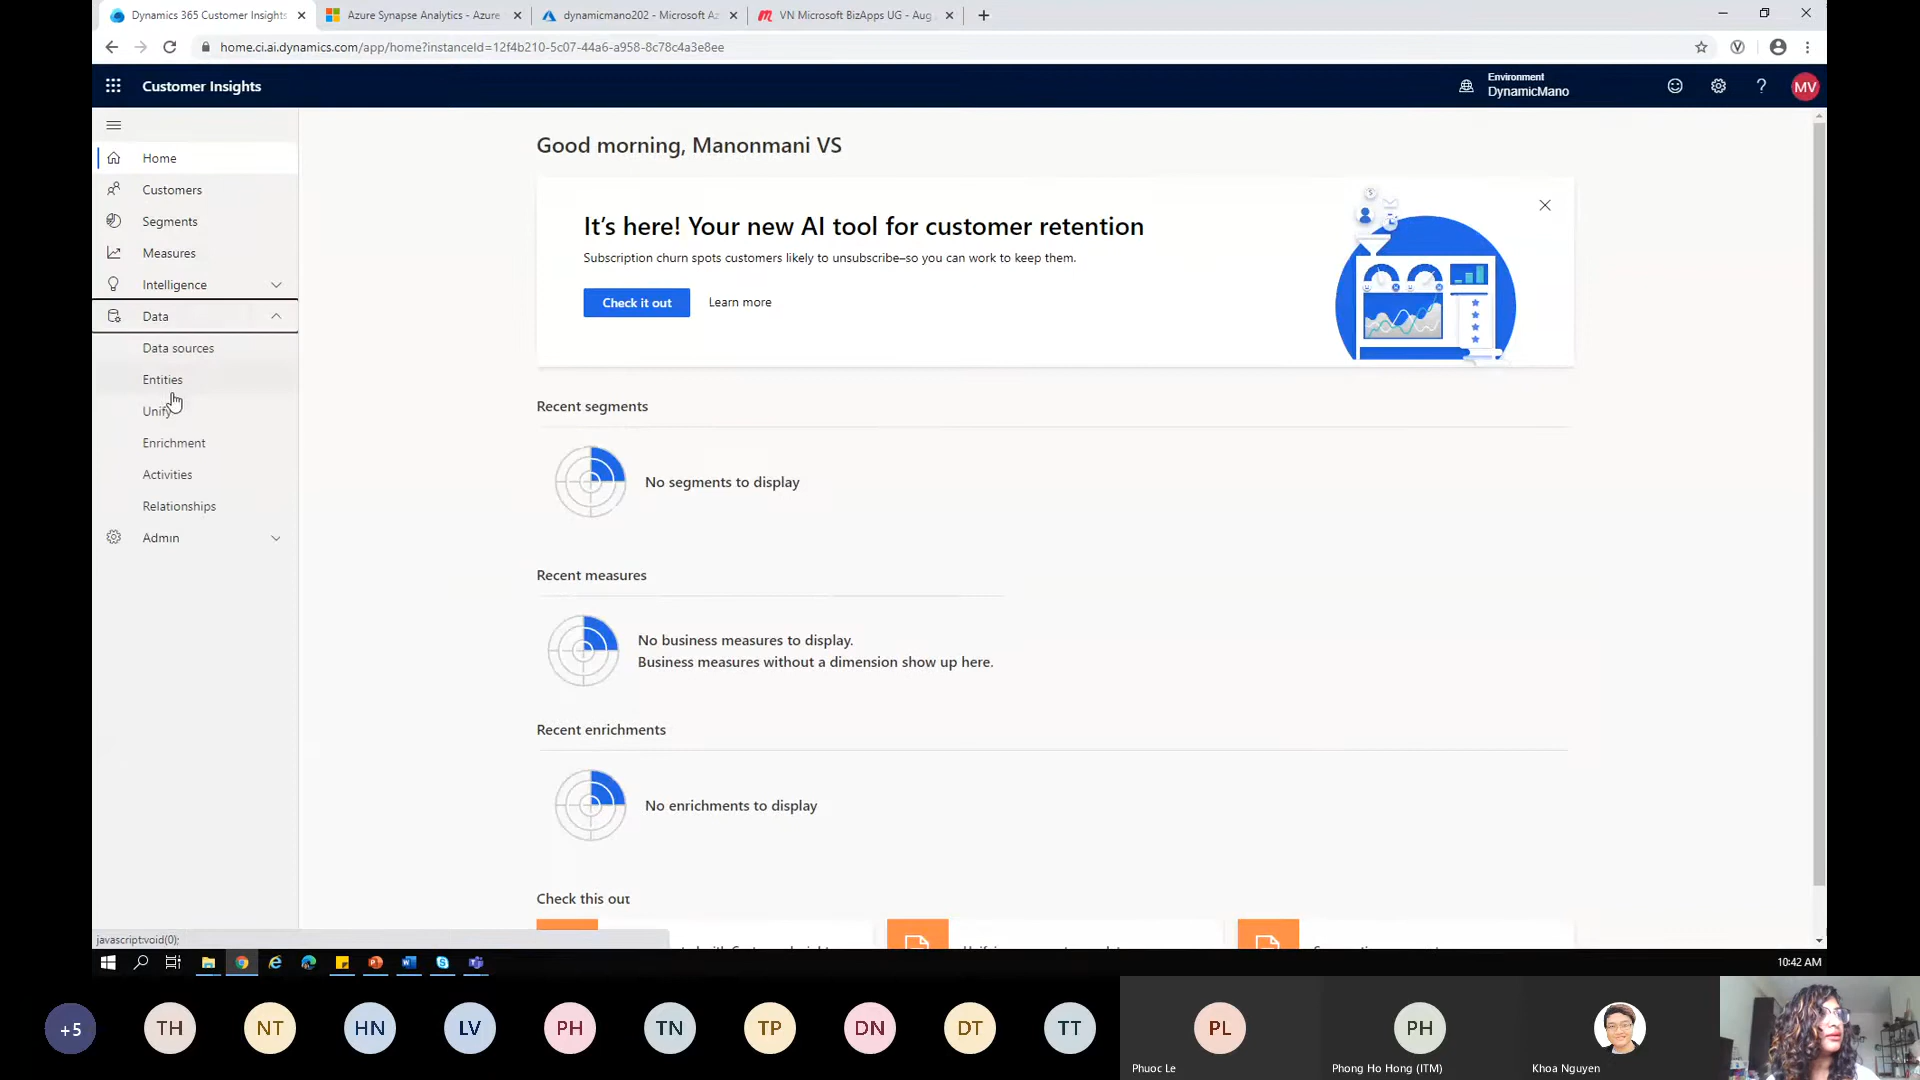 Dynamics 365 Customer Insights
Azure Synapse Analytics - Azure
dynamicmano202 - Microsoft Az
VN Microsoft BizApps UG - Aug
home.ci.ai.dynamics.com/app/home?instanceId=12f4b210-5c07-44a6-a958-8c78c4a3e8ee
Customer Insights
Environment
DynamicMano
MV
Home
Customers
Segments
Measures
Intelligence
Data
Data sources
Entities
Unify
Enrichment
Activities
Relationships
Admin
Good morning, Manonmani VS
It’s here! Your new AI tool for customer retention
Subscription churn spots customers likely to unsubscribe–so you can work to keep them.
Check it out
Learn more
Recent segments
No segments to display
Recent measures
No business measures to display.
Business measures without a dimension show up here.
Recent enrichments
No enrichments to display
Check this out
javascript:void(0);
10:42 AM
+5
TH
NT
HN
LV
PH
TN
TP
DN
DT
TT
PL
Phuoc Le
PH
Phong Ho Hong (ITM)
Khoa Nguyen